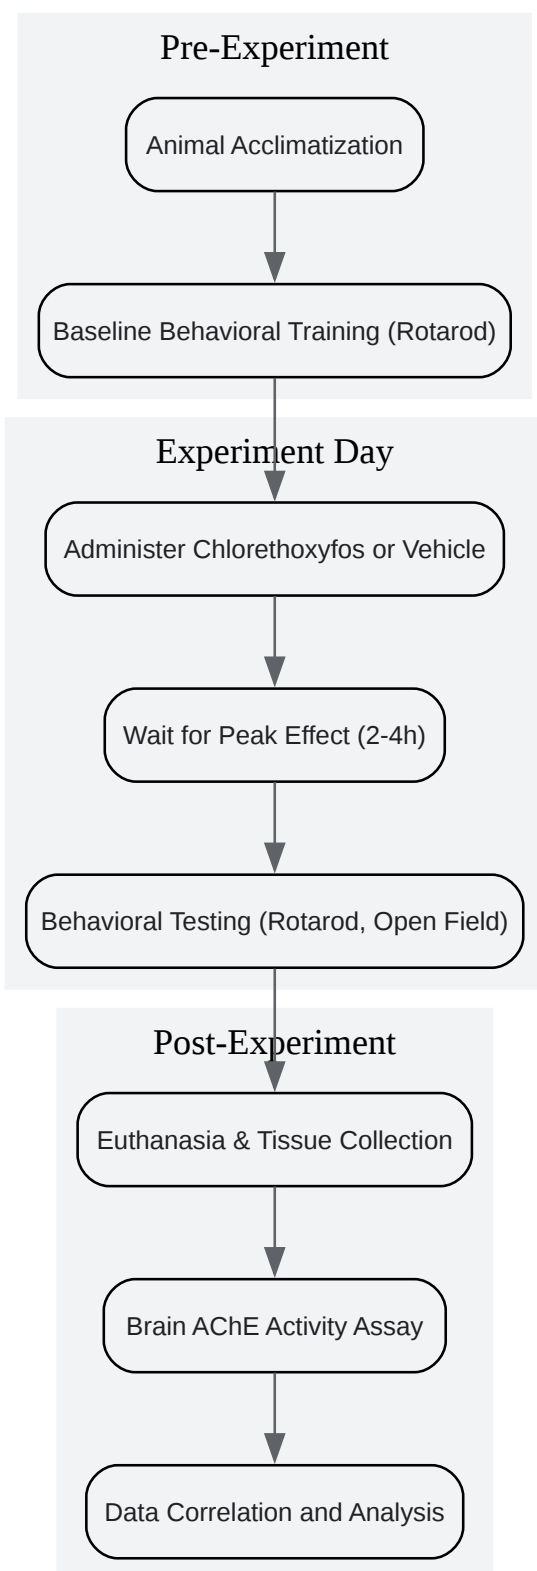 Pre-Experiment
Animal Acclimatization
Baseline Behavioral Training (Rotarod)
Experiment Day
Administer Chlorethoxyfos or Vehicle
Wait for Peak Effect (2-4h)
Behavioral Testing (Rotarod, Open Field)
Post-Experiment
Euthanasia & Tissue Collection
Brain AChE Activity Assay
Data Correlation and Analysis